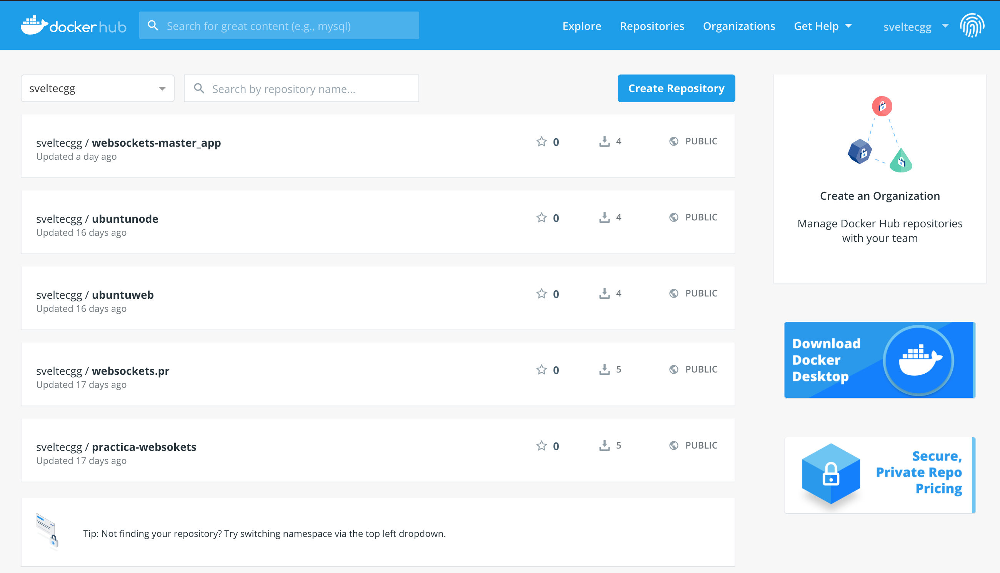 docker hub
Search for great content (e.g., mysql)
Explore
Repositories
Organizations
Get Help
sveltecgg
sveltecgg
Search by repository name...
Create Repository
sveltecgg / websockets-master_app
Updated a day ago
0
4
PUBLIC
sveltecgg / ubuntunode
Updated 16 days ago
0
4
PUBLIC
sveltecgg / ubuntuweb
Updated 16 days ago
0
4
PUBLIC
sveltecgg / websockets.pr
Updated 17 days ago
0
5
PUBLIC
sveltecgg / practica-websokets
Updated 17 days ago
0
5
PUBLIC
Tip: Not finding your repository? Try switching namespace via the top left dropdown.
Create an Organization
Manage Docker Hub repositories
with your team
Download
Docker
Desktop
Secure,
Private Repo
Pricing